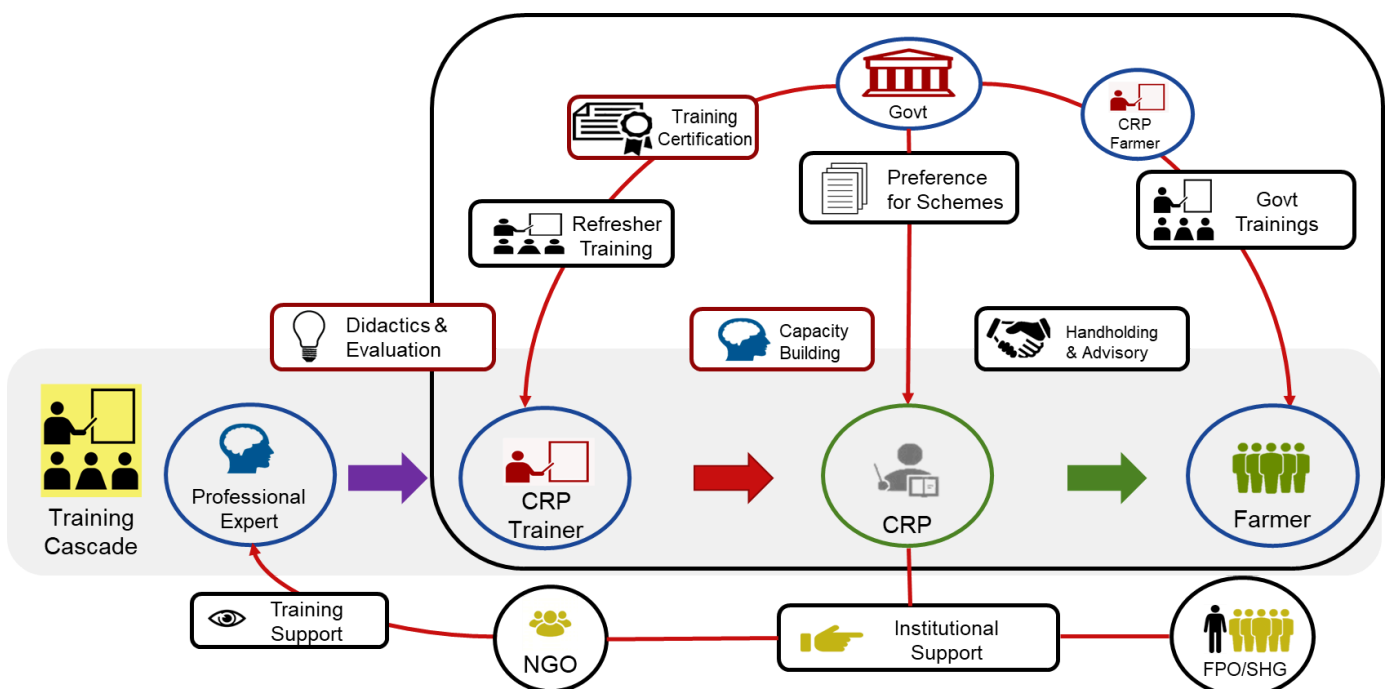 Govt
CRP
Farmer
Training
Certification
Preference
for Schemes
Govt
Trainings
Refresher
Training
Didactics &
Evaluation
Capacity
Building
Handholding
& Advisory
Training
Cascade
Professional
Expert
CRP
Trainer
CRP
Farmer
Training
Support
NGO
Institutional
Support
FPO/SHG